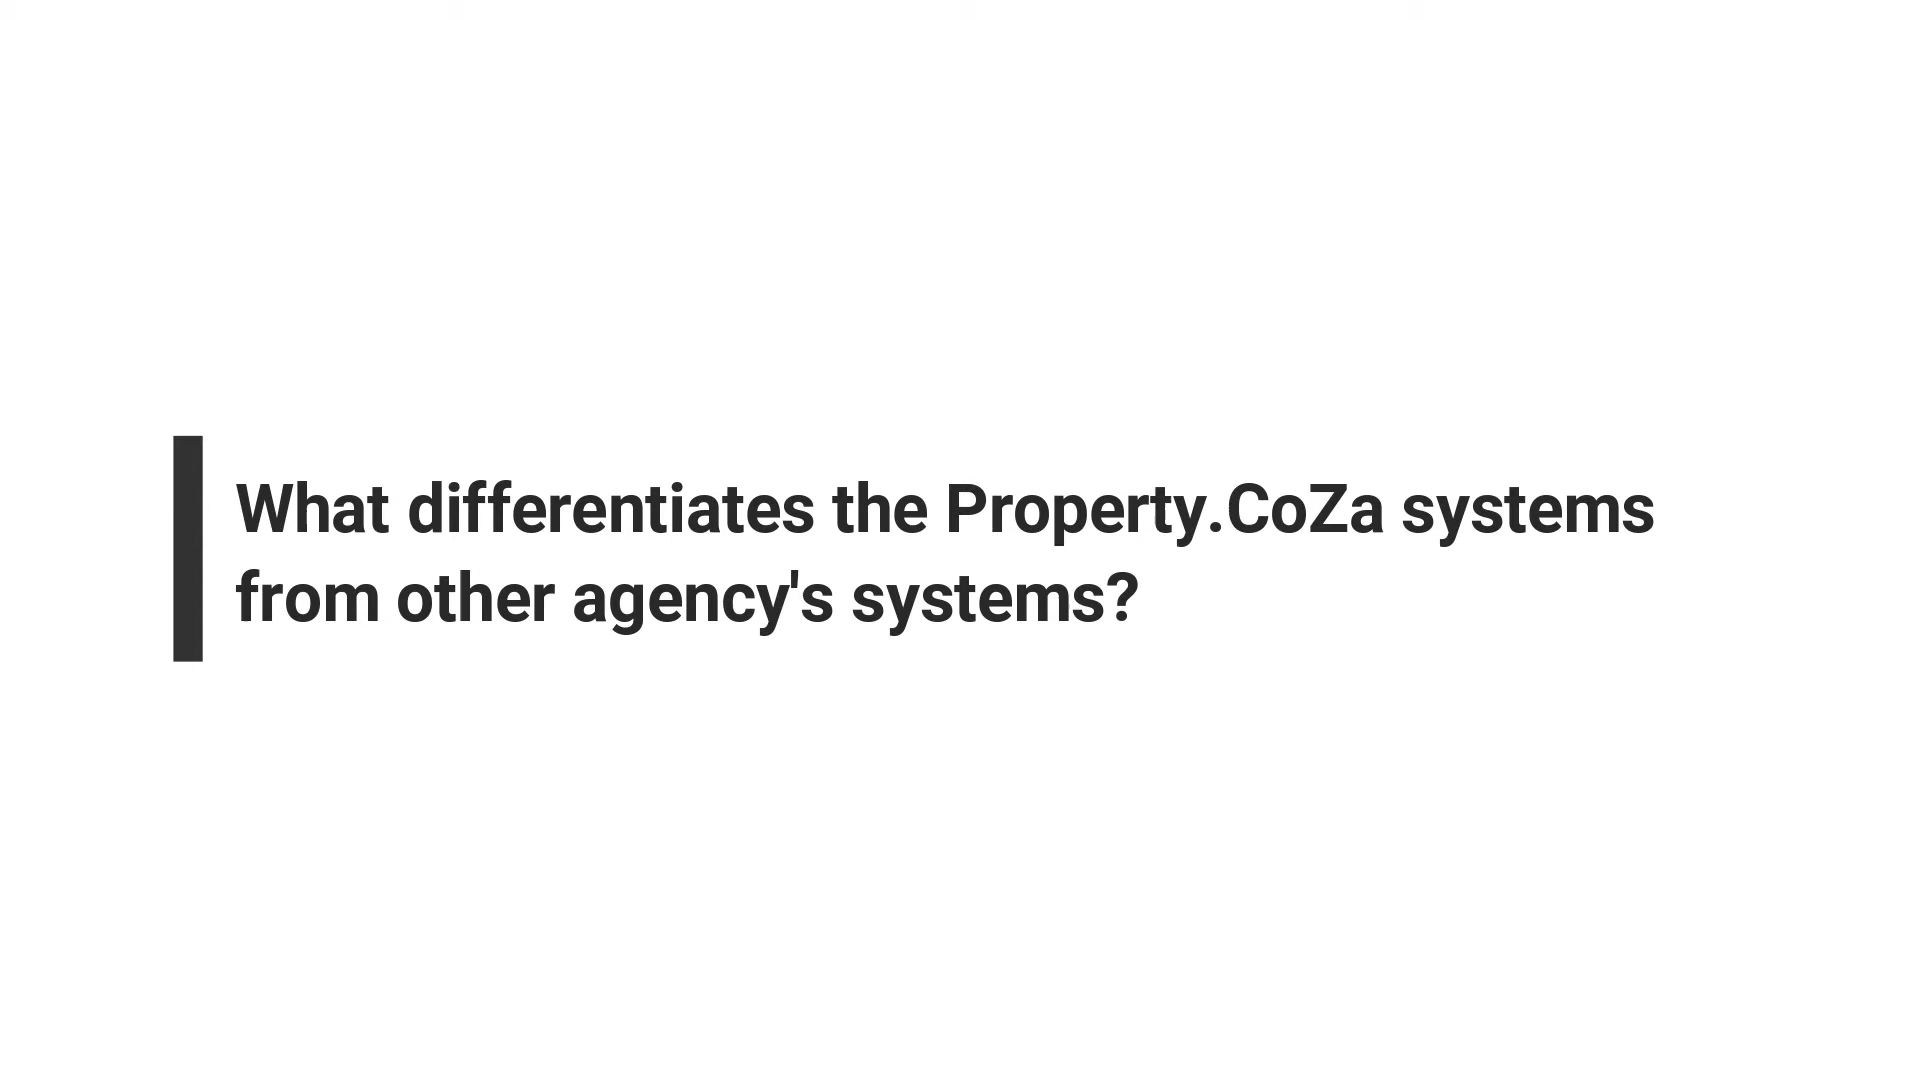 What differentiates the Property.CoZa systems
from other agency's systems?